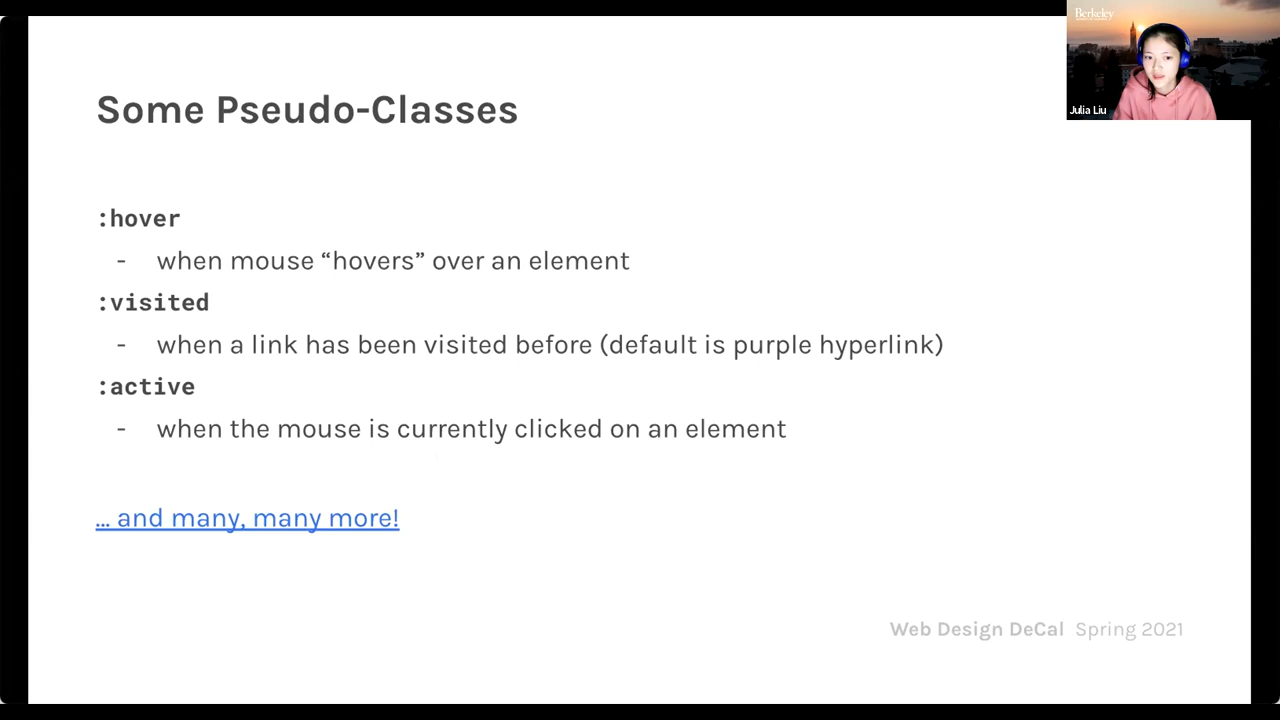 Berkeley
Julia Liu
Some Pseudo-Classes
:hover
- when mouse “hovers” over an element
:visited
- when a link has been visited before (default is purple hyperlink)
:active
- when the mouse is currently clicked on an element
... and many, many more!
Web Design DeCal Spring 2021